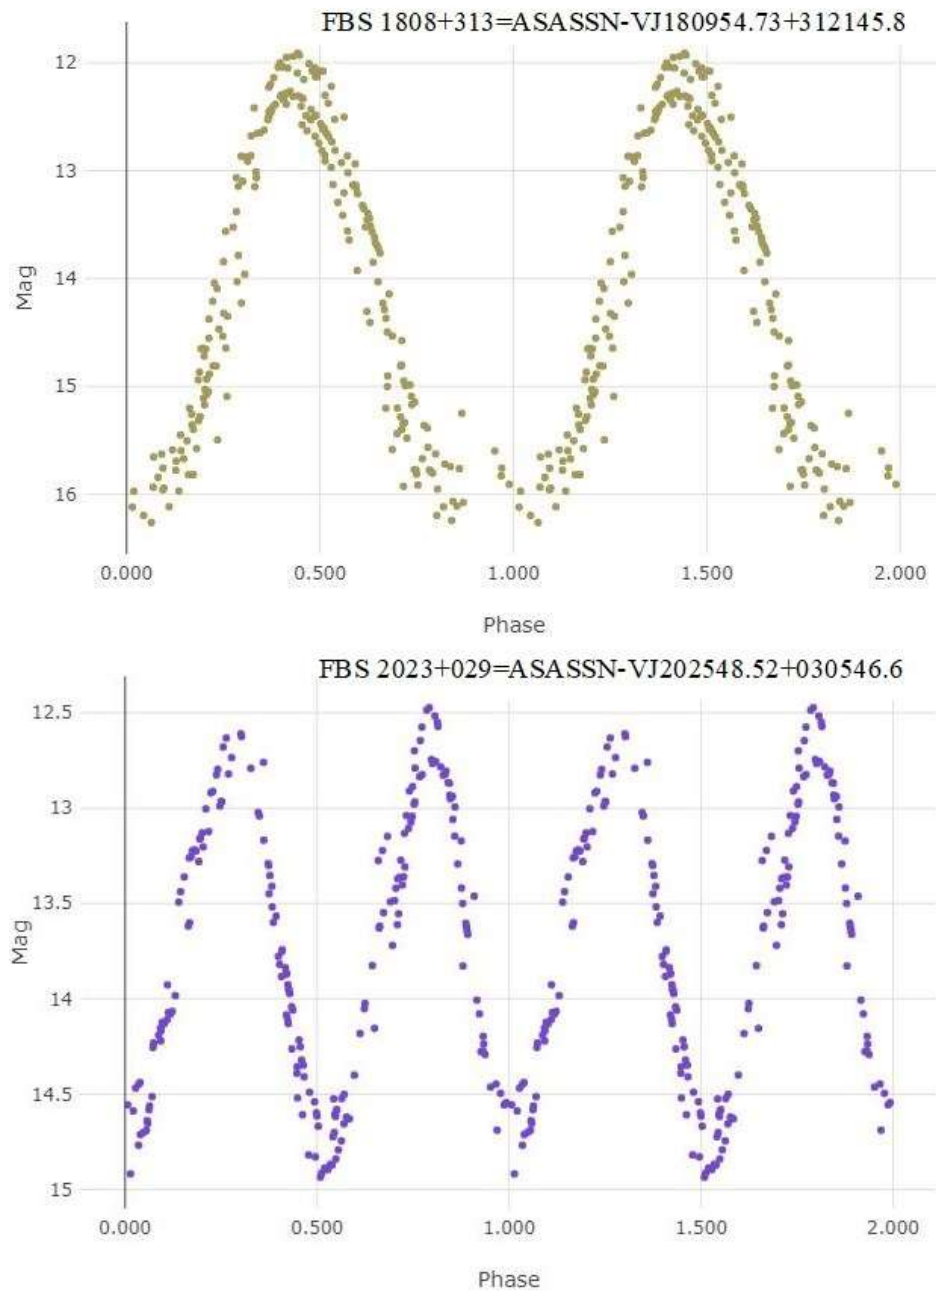 FBS 1808+313=ASASSN-VJ180954.73+312145.8
12
13
14
15
16
Mag
0.000 0.500 1.000 1.500 2.000
Phase
FBS 2023+029=ASASSN-VJ202548.52+030546.6
12.5
13
13.5
14
14.5
15
Mag
0.000 0.500 1.000 1.500 2.000
Phase